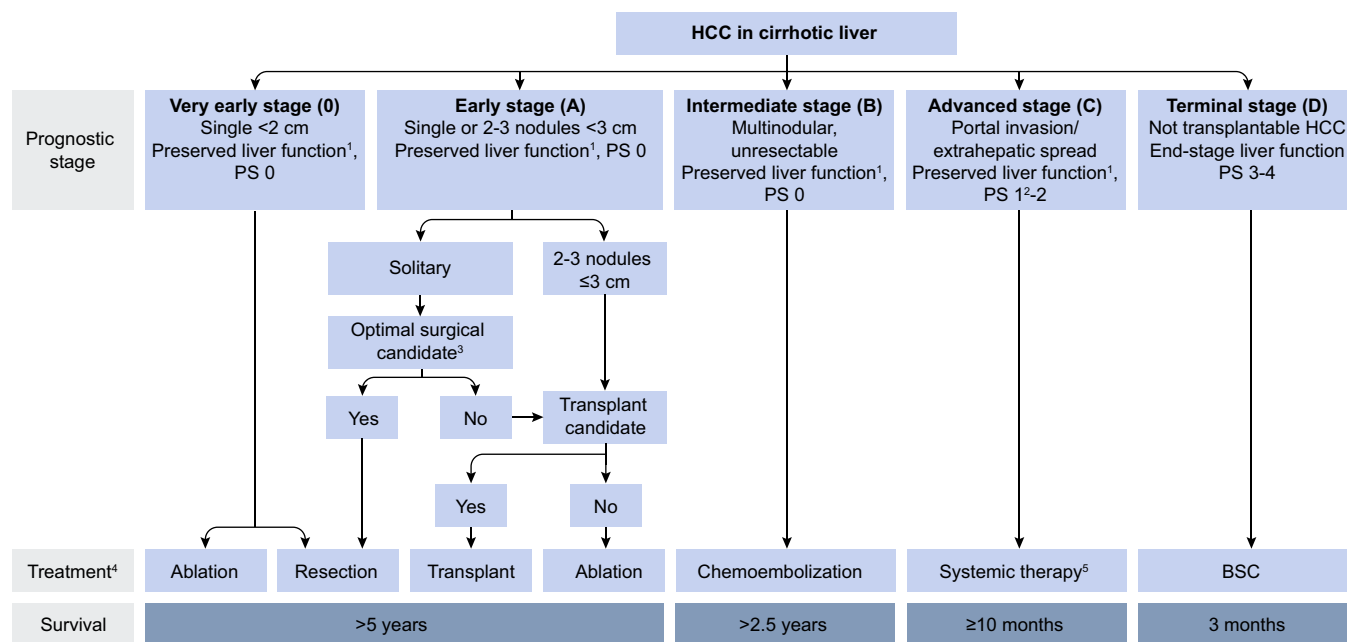 HCC in cirrhotic liver
Prognostic
stage
Very early stage (0)
Single <2 cm
Preserved liver function¹,
PS 0
Early stage (A)
Single or 2-3 nodules <3 cm
Preserved liver function¹, PS 0
Intermediate stage (B)
Multinodular,
unresectable
Preserved liver function¹,
PS 0
Advanced stage (C)
Portal invasion/
extrahepatic spread
Preserved liver function¹,
PS 1²-2
Terminal stage (D)
Not transplantable HCC
End-stage liver function
PS 3-4
Solitary
2-3 nodules
≤3 cm
Optimal surgical
candidate³
Yes
No
Transplant
candidate
Yes
No
Treatment⁴
Ablation
Resection
Transplant
Ablation
Chemoembolization
Systemic therapy⁵
BSC
Survival
>5 years
>2.5 years
≥10 months
3 months